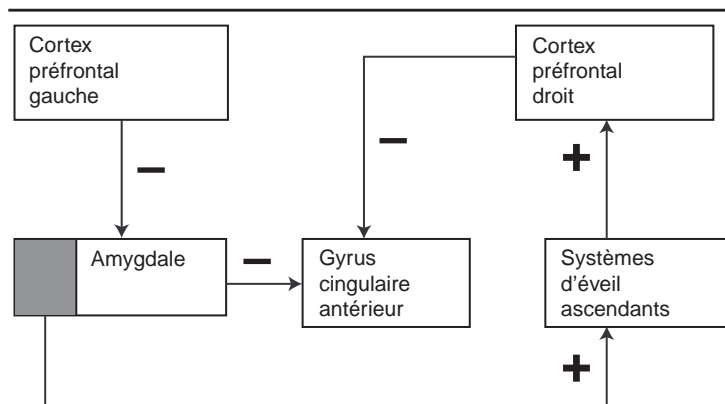 Cortex
préfrontal
gauche
Cortex
préfrontal
droit
–
–
+
Amygdale
–
Gyrus
cingulaire
antérieur
Systèmes
d'éveil
ascendants
+